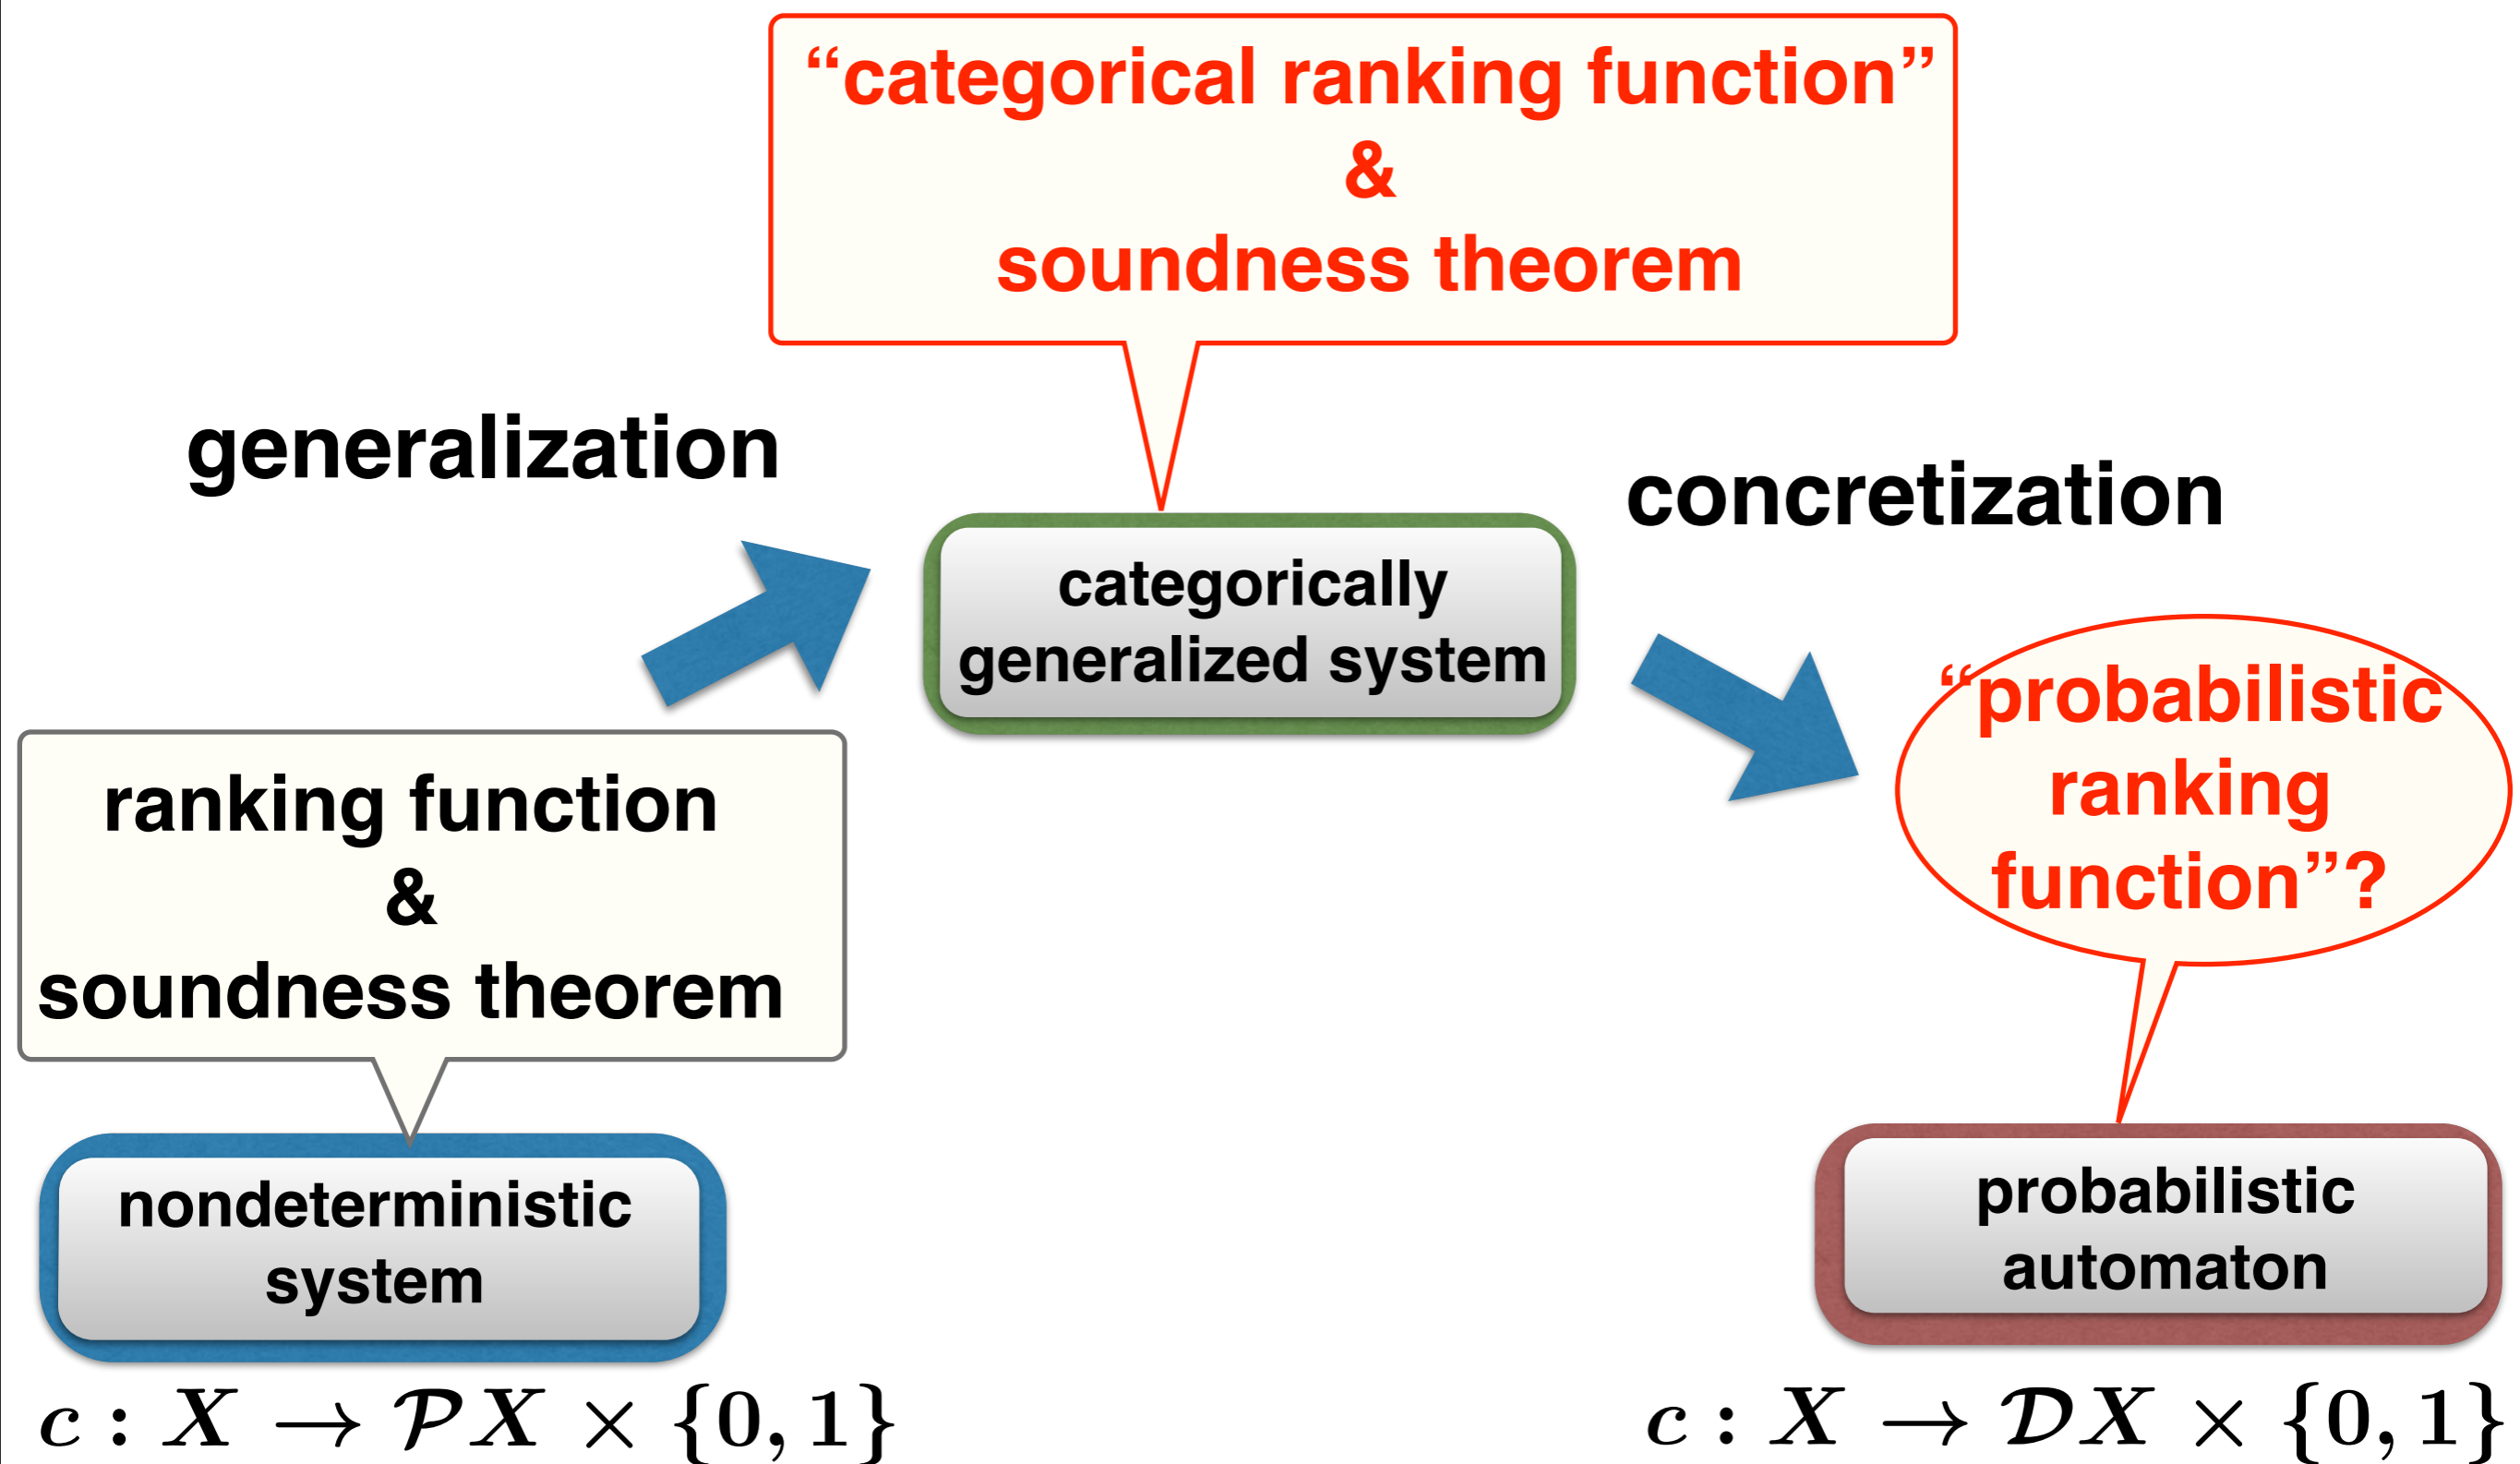 “categorical ranking function”
&
soundness theorem
generalization
concretization
categorically
generalized system
“probabilistic
ranking
function”?
ranking function
&
soundness theorem
nondeterministic
system
probabilistic
automaton
c : X → 𝒫X × {0, 1}
c : X → 𝒟X × {0, 1}